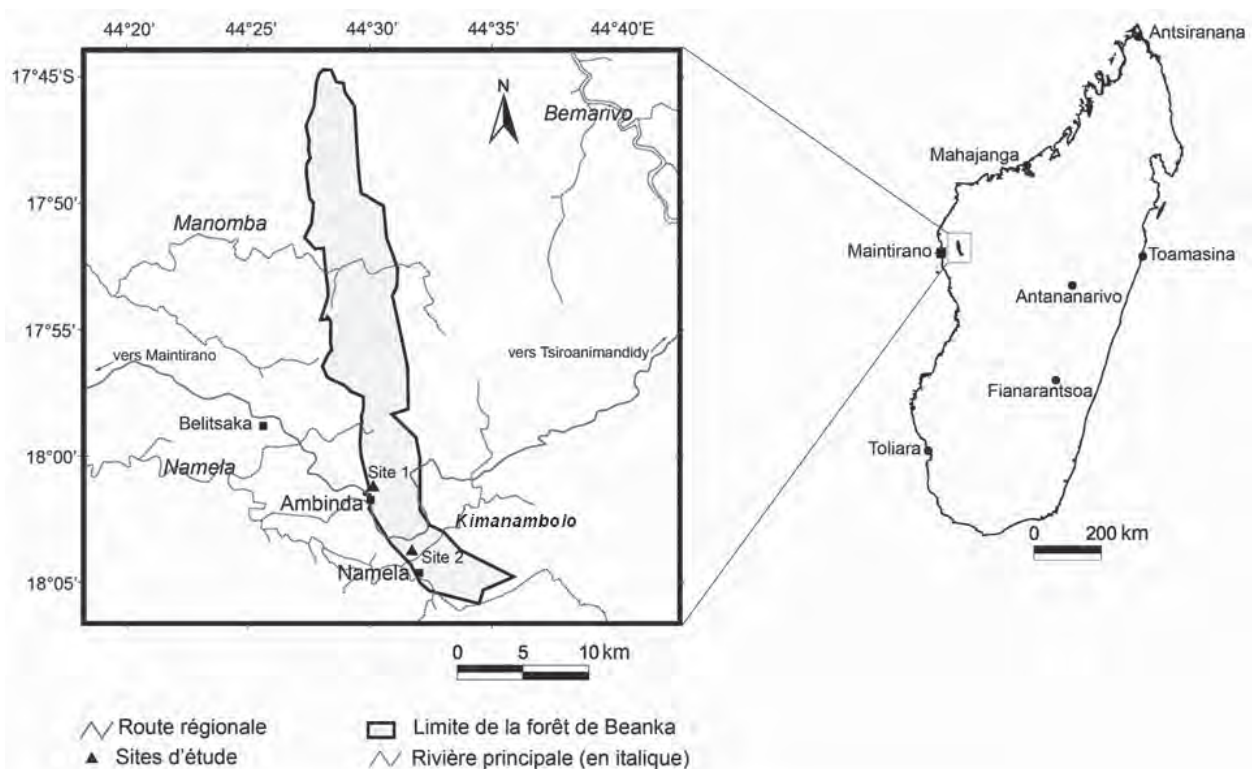 44°20' 44°25' 44°30' 44°35' 44°40'E
17°45'S
17°50'
17°55'
18°00'
18°05'
N
Bemarivo
Manomba
vers Maintirano
vers Tsiroanimandidy
Belitsaka
Namela
Site 1
Ambinda
Kimanambolo
Site 2
Namela
0 5 10 km
Antsiranana
Mahajanga
Maintirano
Toamasina
Antananarivo
Fianarantsoa
Toliara
0 200 km
Route régionale
Limite de la forêt de Beanka
Sites d'étude
Rivière principale (en italique)